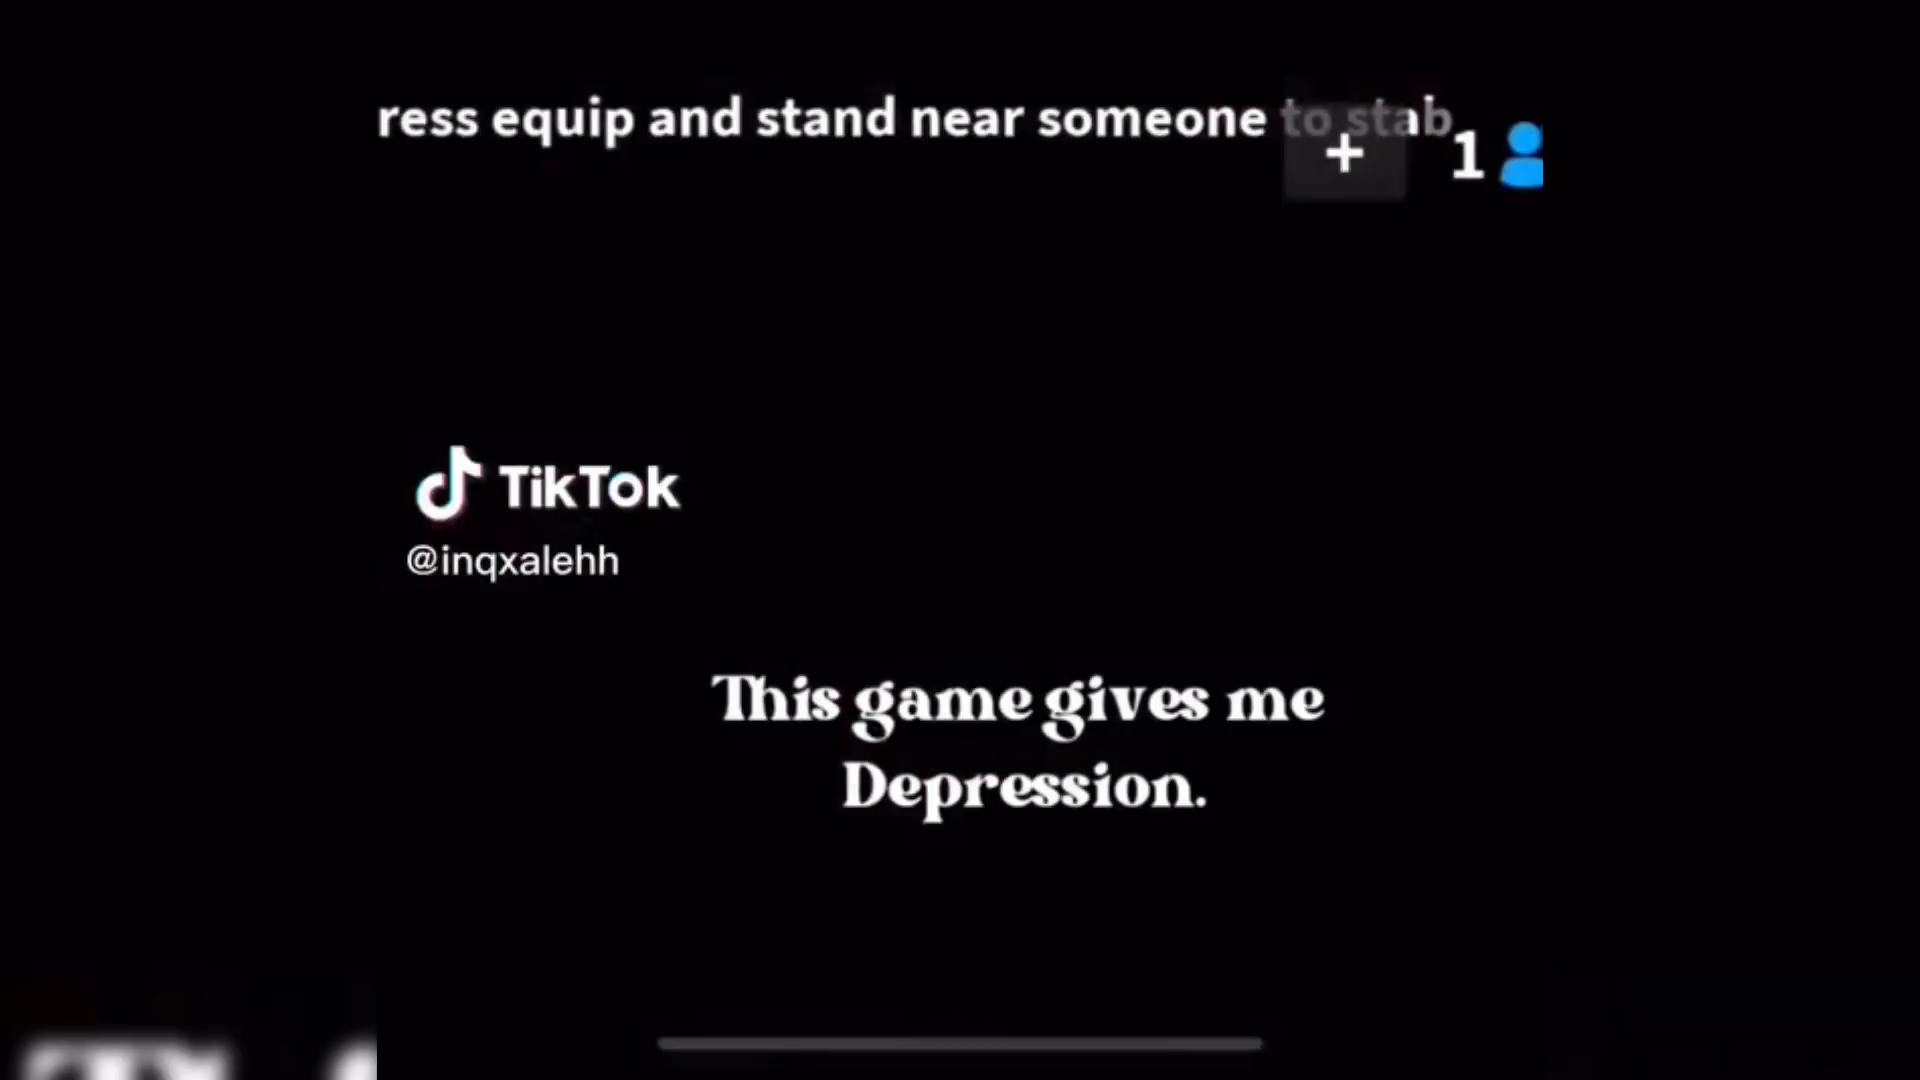 ress equip and stand near someone to stab
+ 1
TikTok
@inqxalehh
This game gives me
Depression.